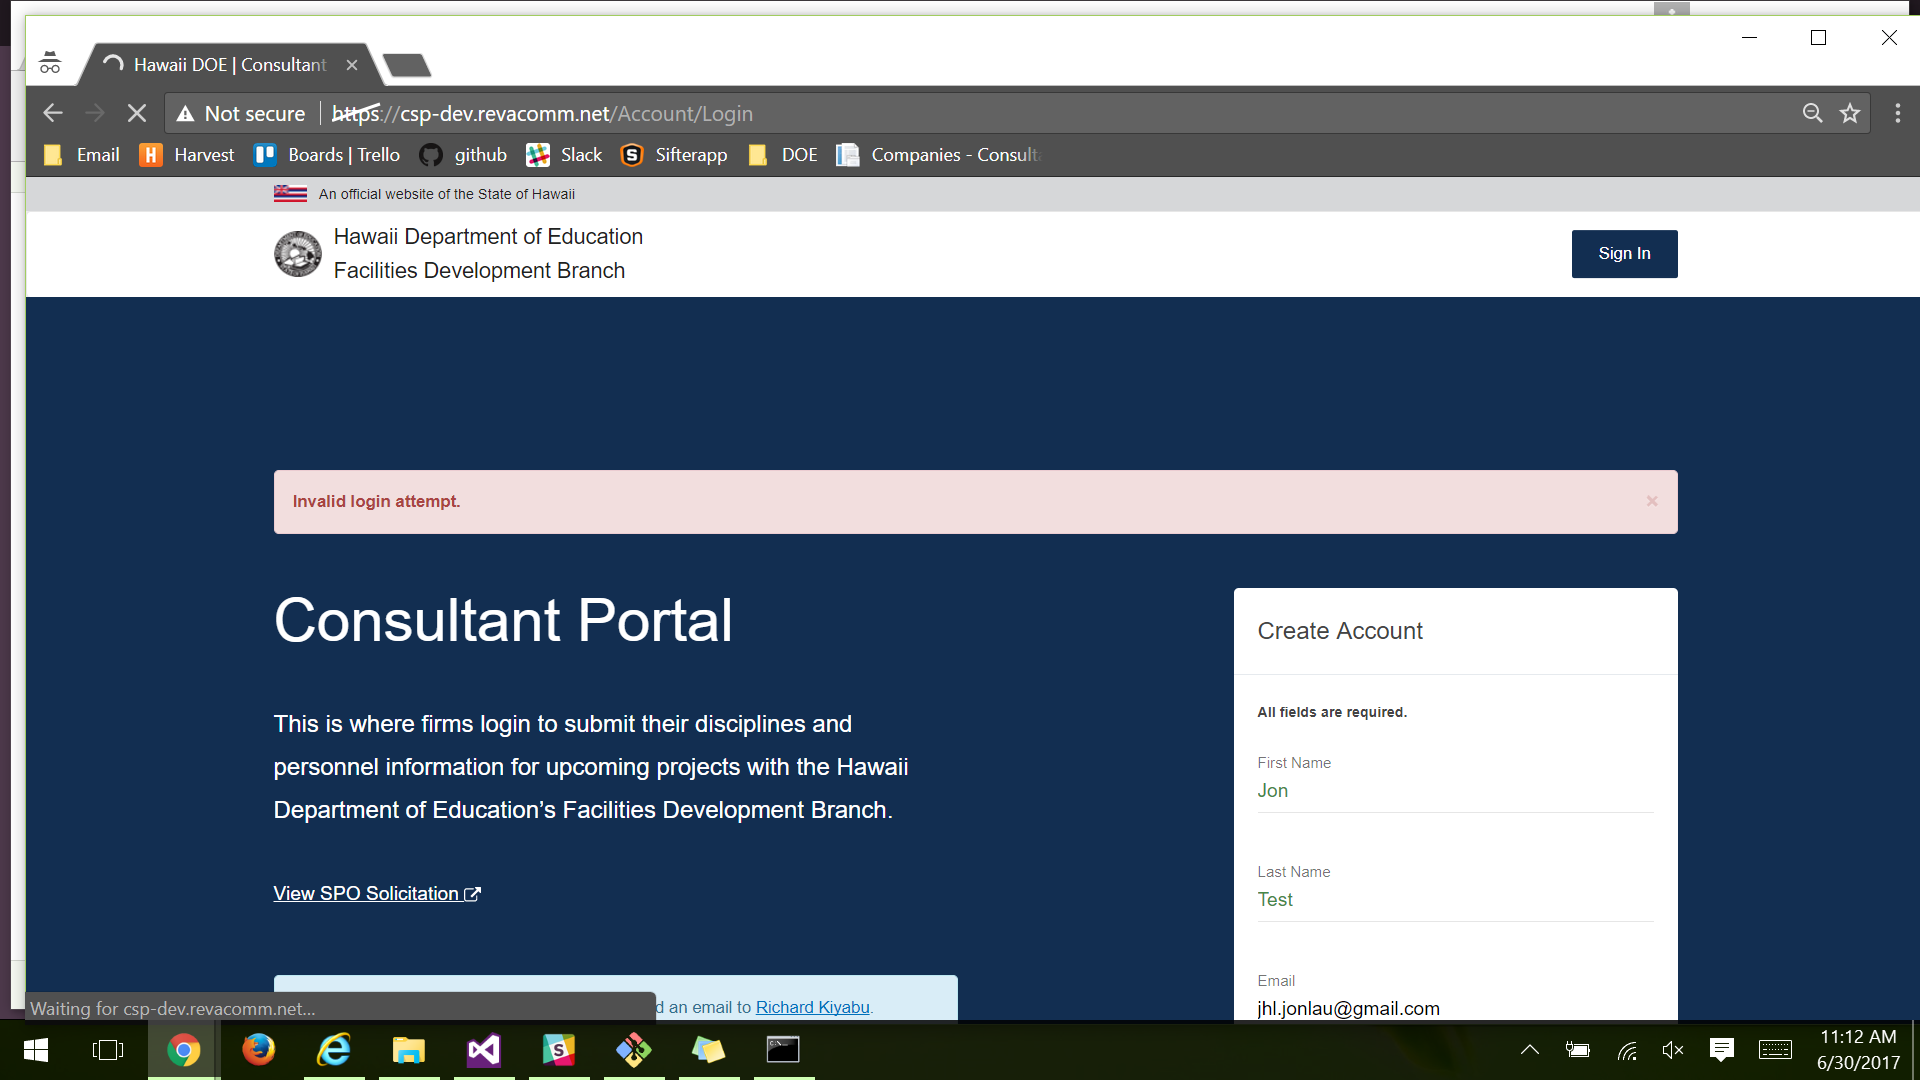 Hawaii DOE | Consultant
Not secure
https://csp-dev.revacomm.net/Account/Login
Email
Harvest
Boards | Trello
github
Slack
Sifterapp
DOE
Companies - Consult
An official website of the State of Hawaii
Hawaii Department of Education
Facilities Development Branch
Sign In
Invalid login attempt.
Consultant Portal
This is where firms login to submit their disciplines and
personnel information for upcoming projects with the Hawaii
Department of Education’s Facilities Development Branch.
View SPO Solicitation
Create Account
All fields are required.
First Name
Jon
Last Name
Test
Email
jhl.jonlau@gmail.com
an email to Richard Kiyabu.
Waiting for csp-dev.revacomm.net...
11:12 AM
6/30/2017